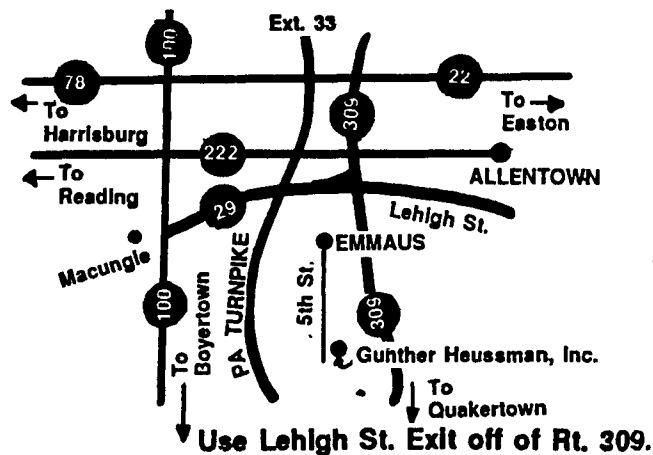 Ext. 33
100
78
22
To
Harrisburg
To
Easton
309
222
ALLENTOWN
To
Reading
29
Lehigh St.
EMMAUS
Macungie
100
To
Boyertown
PA TURNPIKE
5th St.
309
Gunther Heussman, Inc.
To
Quakertown
Use Lehigh St. Exit off of Rt. 309.